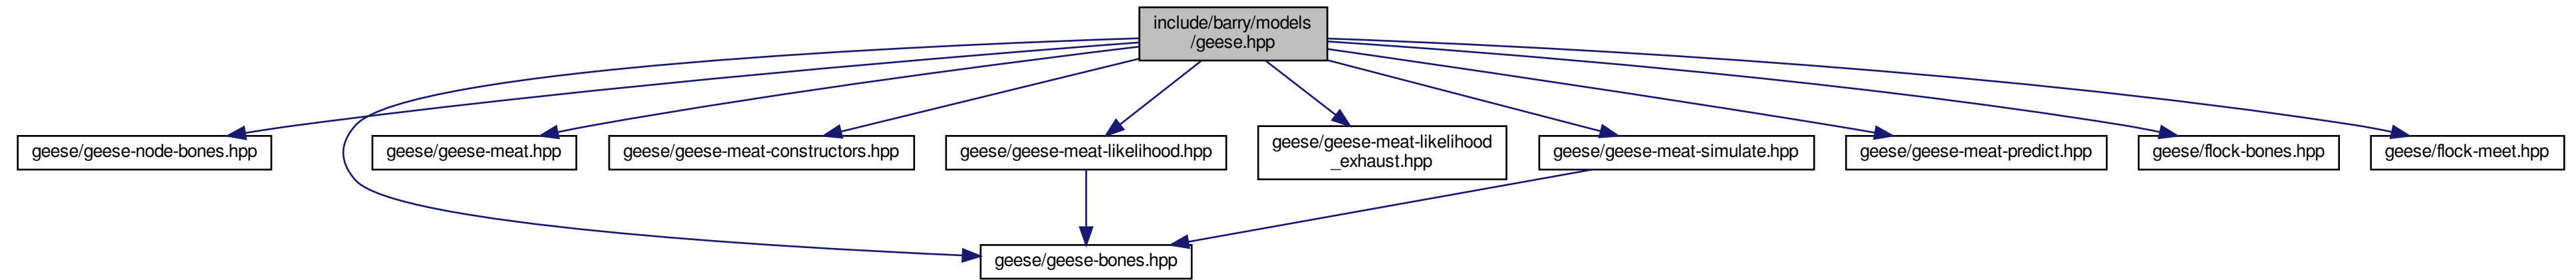 include/barry/models
/geese.hpp
geese/geese-node-bones.hpp
geese/geese-meat.hpp
geese/geese-meat-constructors.hpp
geese/geese-meat-likelihood.hpp
geese/geese-meat-likelihood
_exhaust.hpp
geese/geese-meat-simulate.hpp
geese/geese-meat-predict.hpp
geese/flock-bones.hpp
geese/flock-meet.hpp
geese/geese-bones.hpp